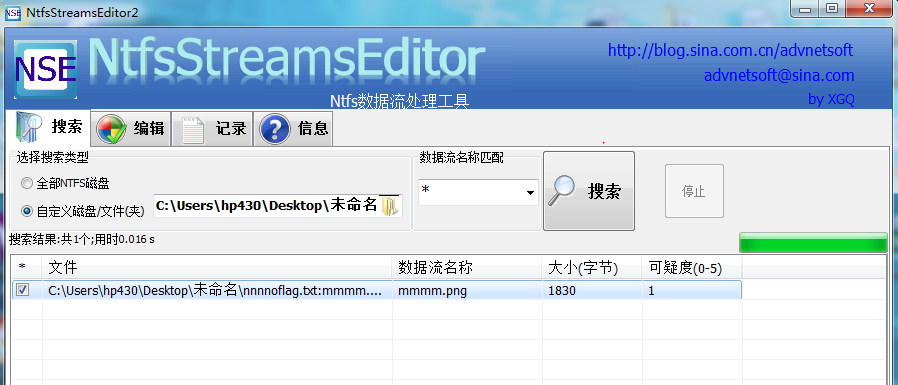 NtfsStreamsEditor2
NSE
NtfsStreamsEditor
Ntfs数据流处理工具
http://blog.sina.com.cn/advnetsoft
advnetsoft@sina.com
by XGQ
搜索 编辑 记录 信息
选择搜索类型
全部NTFS磁盘
自定义磁盘/文件(夹) C:\Users\hp430\Desktop\未命名
数据流名称匹配
*
搜索
停止
搜索结果:共1个;用时0.016 s
* 文件 数据流名称 大小(字节) 可疑度(0-5)
C:\Users\hp430\Desktop\未命名\nnnnoflag.txt:mmmm.... mmmm.png 1830 1